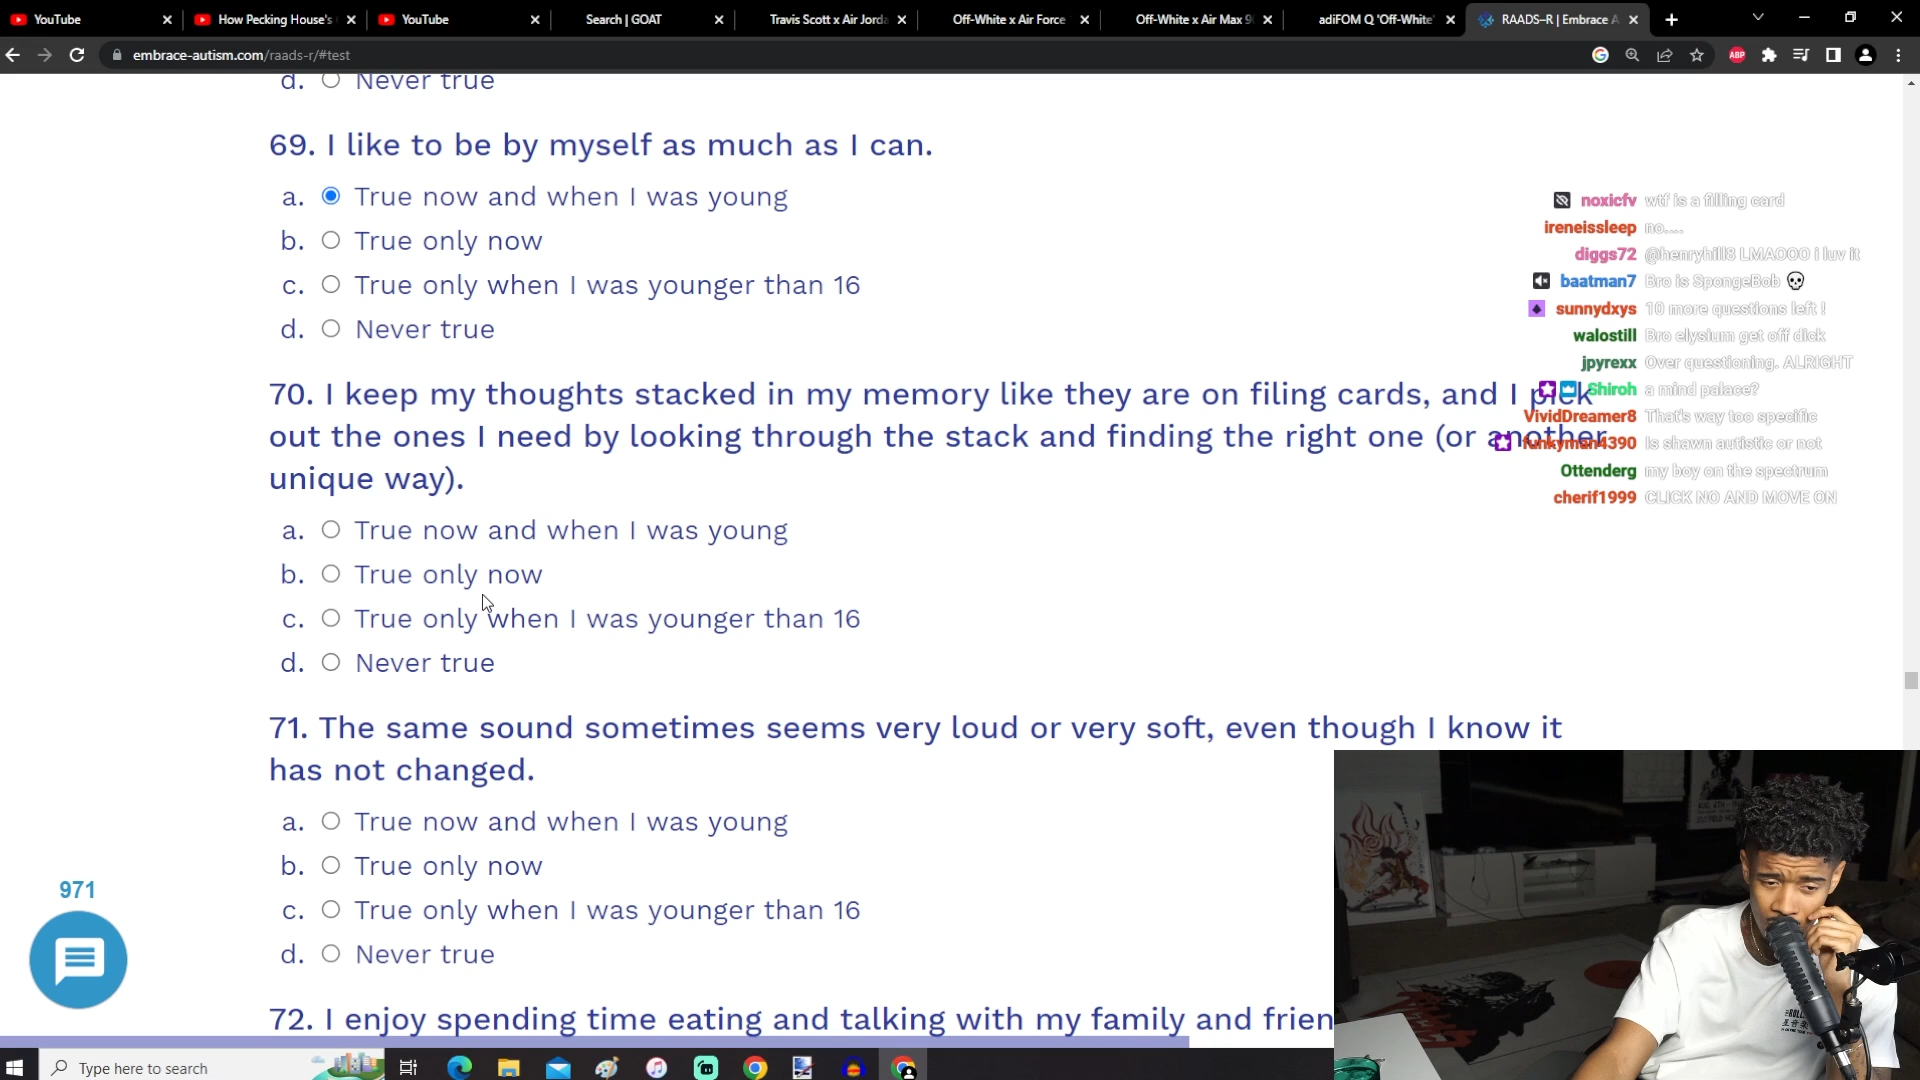 YouTube
How Pecking House's
YouTube
Search | GOAT
Travis Scott x Air Jorda
Off-White x Air Force
Off-White x Air Max 9
adiFOM Q 'Off-White'
RAADS–R | Embrace A
embrace-autism.com/raads-r/#test
ABP
d. Never true
69. I like to be by myself as much as I can.
a. True now and when I was young
b. True only now
c. True only when I was younger than 16
d. Never true
70. I keep my thoughts stacked in my memory like they are on filing cards, and I pick
out the ones I need by looking through the stack and finding the right one (or another
unique way).
a. True now and when I was young
b. True only now
c. True only when I was younger than 16
d. Never true
71. The same sound sometimes seems very loud or very soft, even though I know it
has not changed.
a. True now and when I was young
b. True only now
c. True only when I was younger than 16
d. Never true
72. I enjoy spending time eating and talking with my family and frien
noxicfv wtf is a filling card
ireneissleep no....
diggs72 @henryhill8 LMAOOO i luv it
baatman7 Bro is SpongeBob 💀
sunnydxys 10 more questions left !
walostill Bro elysium get off dick
jpyrexx Over questioning. ALRIGHT
Shiroh a mind palace?
VividDreamer8 That's way too specific
funkyman4390 Is shawn autistic or not
Ottenderg my boy on the spectrum
cherif1999 CLICK NO AND MOVE ON
971
Type here to search